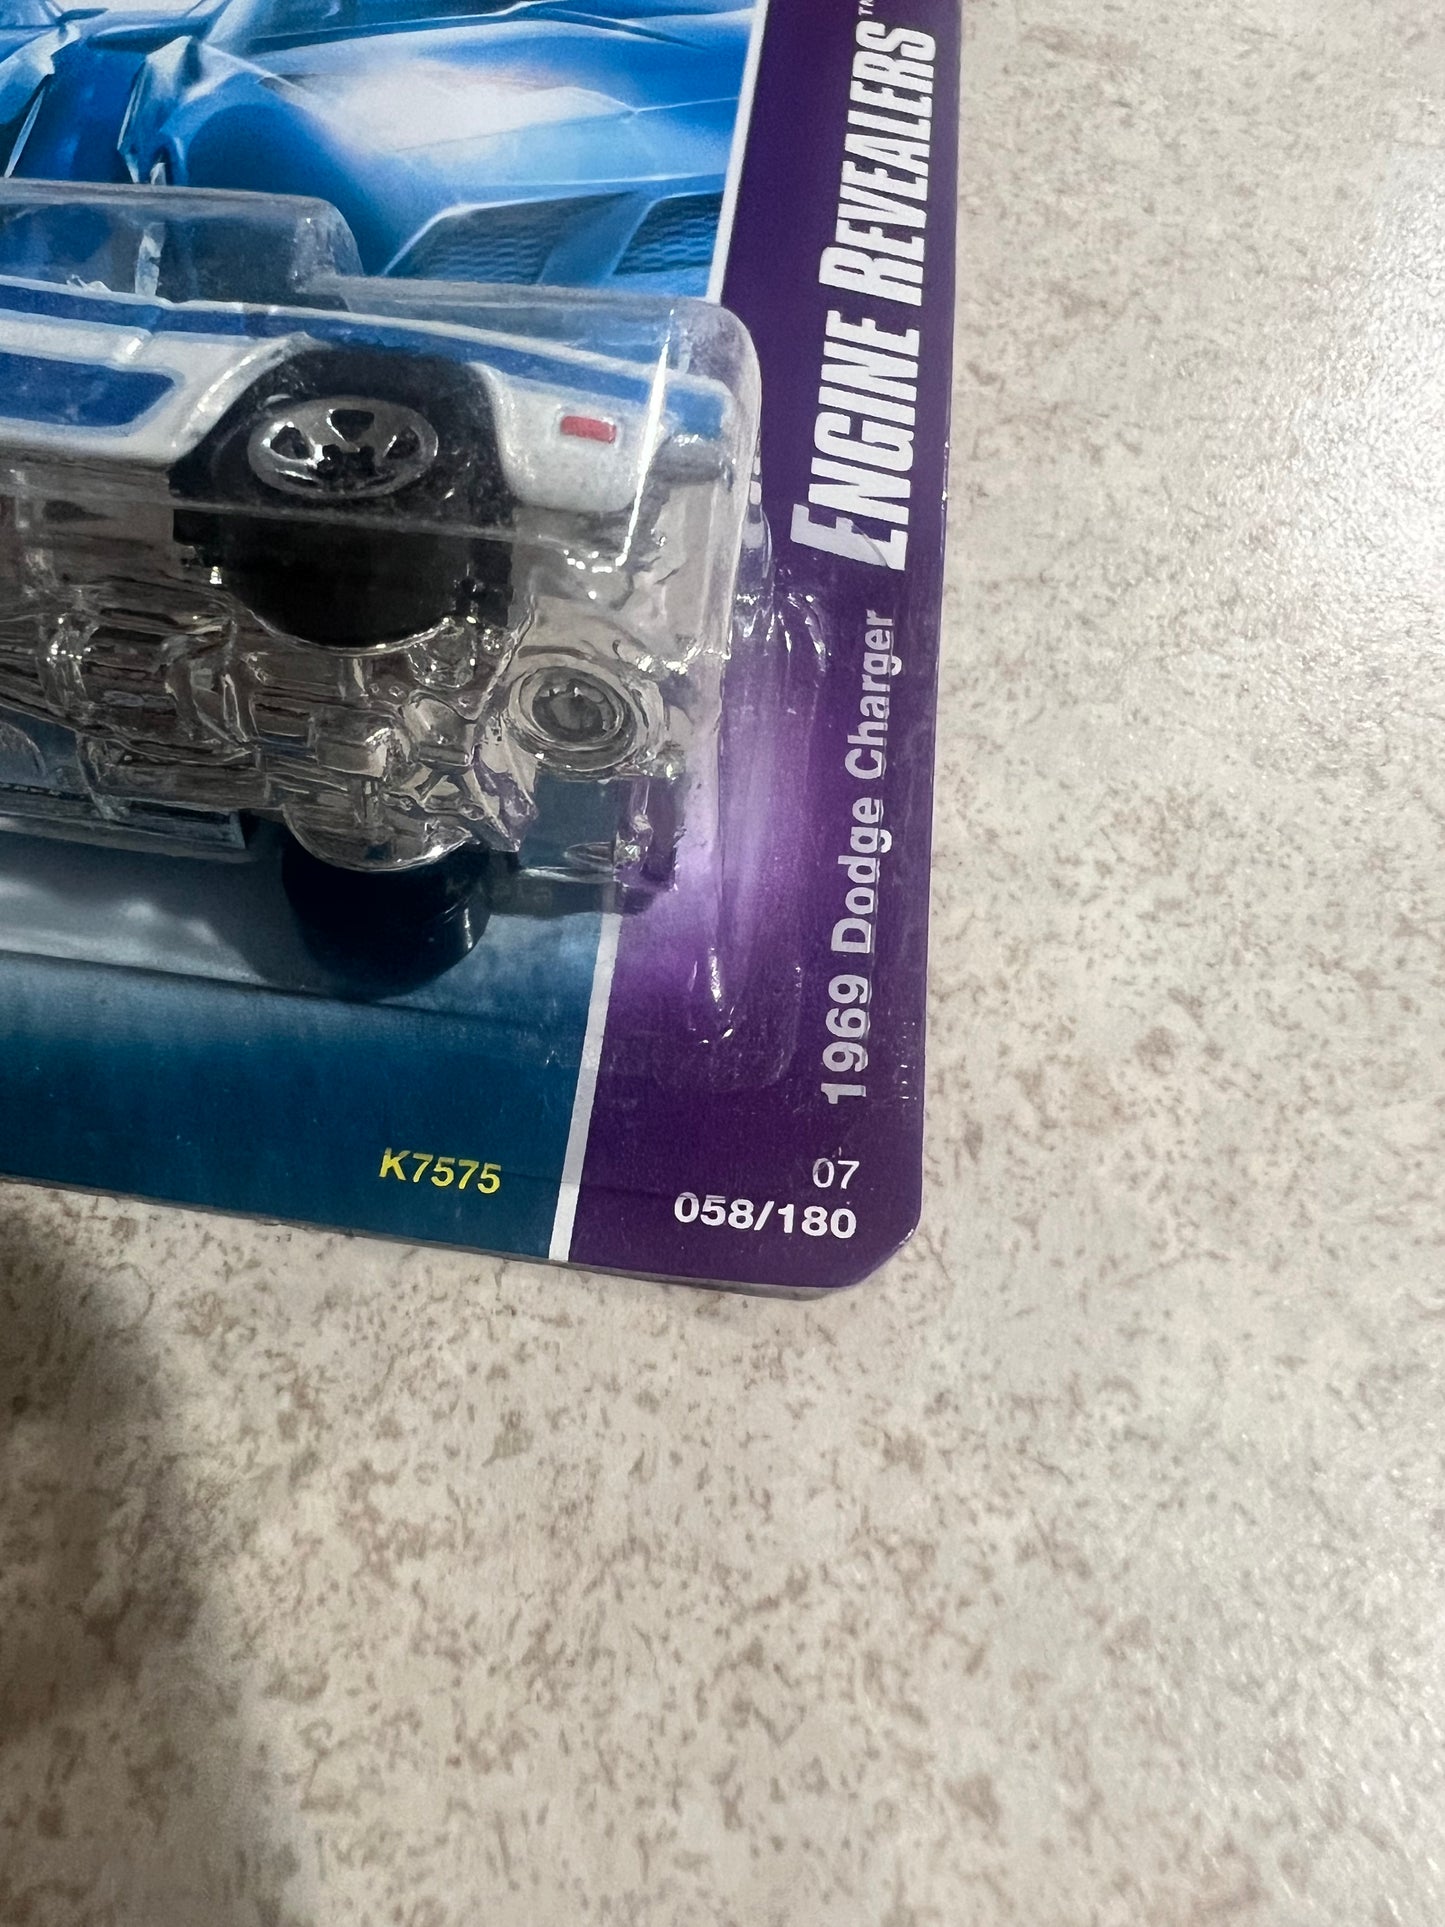 ENGINE REVEALERS™
1969 Dodge Charger
K7575
07
058/180